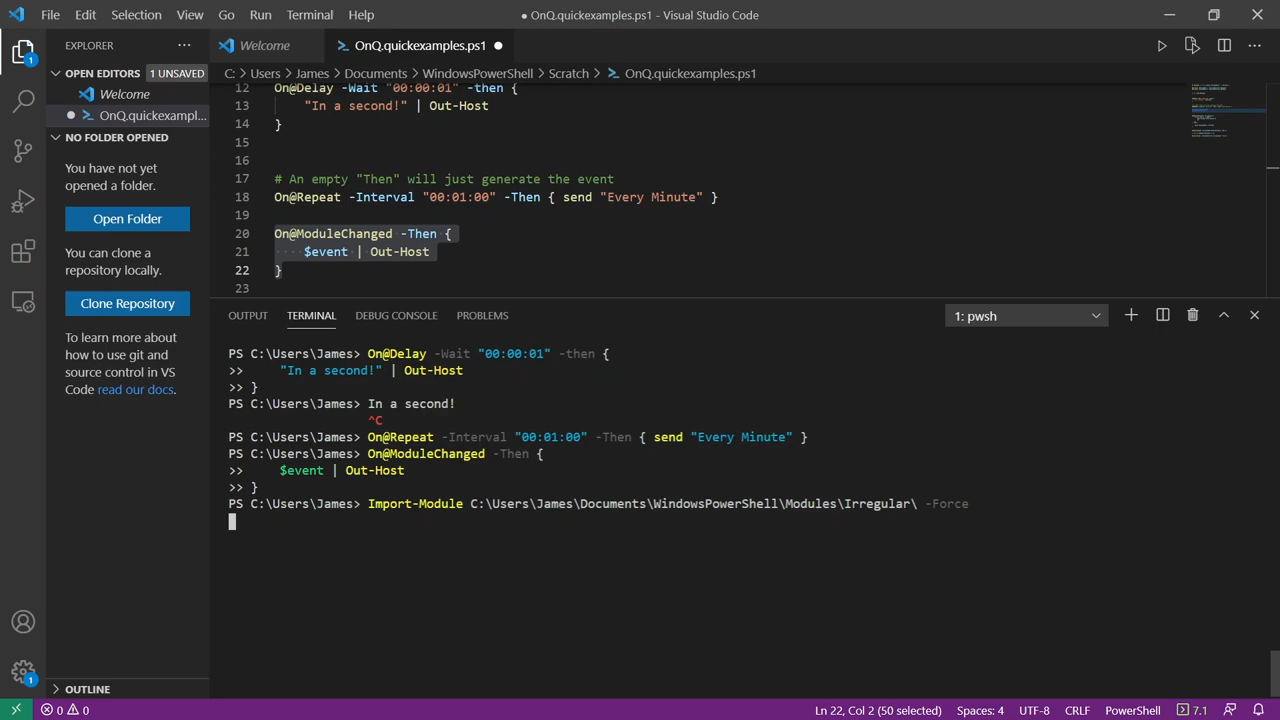 File Edit Selection View Go Run Terminal Help
● OnQ.quickexamples.ps1 - Visual Studio Code
EXPLORER ···
OPEN EDITORS 1 UNSAVED
Welcome
● OnQ.quickexampl...
NO FOLDER OPENED
You have not yet
opened a folder.
Open Folder
You can clone a
repository locally.
Clone Repository
To learn more about
how to use git and
source control in VS
Code read our docs.
OUTLINE
1
1
Welcome
OnQ.quickexamples.ps1 ●
C: > Users > James > Documents > WindowsPowerShell > Scratch > OnQ.quickexamples.ps1
12 On@Delay -Wait "00:00:01" -then {
13 "In a second!" | Out-Host
14 }
15
16
17 # An empty "Then" will just generate the event
18 On@Repeat -Interval "00:01:00" -Then { send "Every Minute" }
19
20 On@ModuleChanged -Then {
21 $event | Out-Host
22 }
23
OUTPUT TERMINAL DEBUG CONSOLE PROBLEMS
1: pwsh
PS C:\Users\James> On@Delay -Wait "00:00:01" -then {
>> "In a second!" | Out-Host
>> }
PS C:\Users\James> In a second!
^C
PS C:\Users\James> On@Repeat -Interval "00:01:00" -Then { send "Every Minute" }
PS C:\Users\James> On@ModuleChanged -Then {
>> $event | Out-Host
>> }
PS C:\Users\James> Import-Module C:\Users\James\Documents\WindowsPowerShell\Modules\Irregular\ -Force
0 0
Ln 22, Col 2 (50 selected) Spaces: 4 UTF-8 CRLF PowerShell 7.1